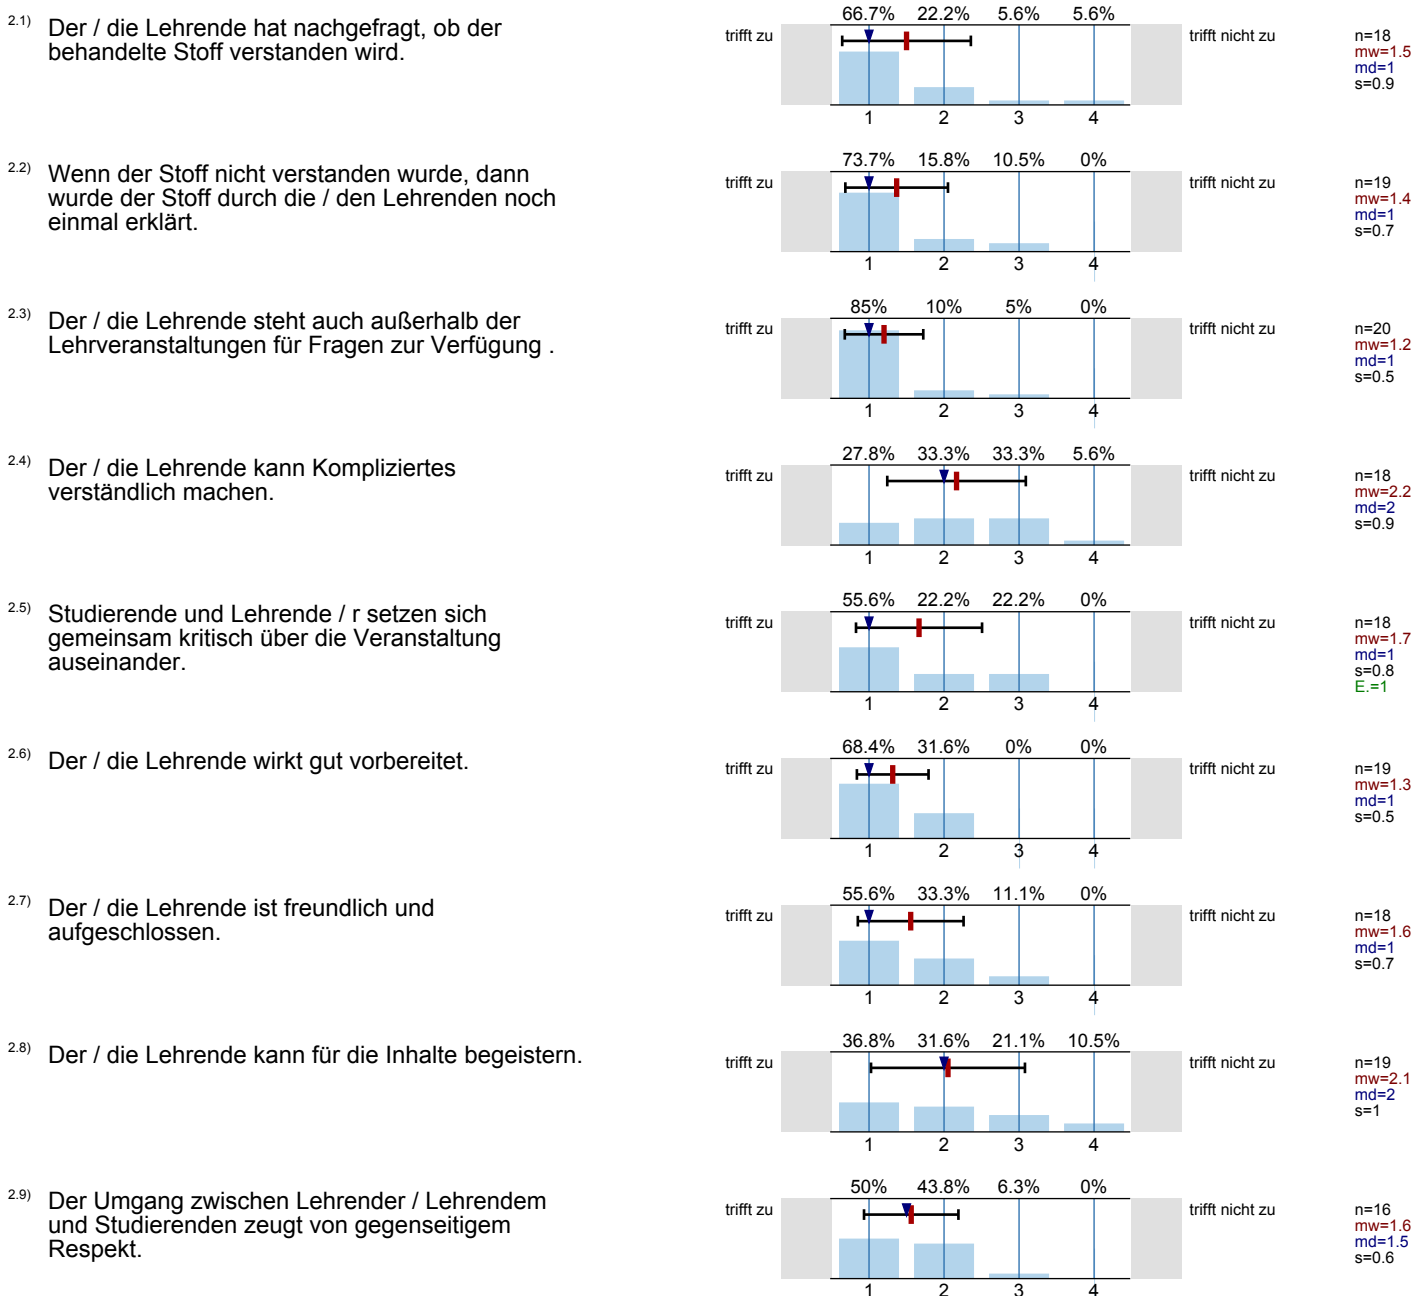 2.1) Der / die Lehrende hat nachgefragt, ob der
behandelte Stoff verstanden wird.
66.7% 22.2% 5.6% 5.6%
trifft zu
trifft nicht zu
1 2 3 4
n=18
mw=1.5
md=1
s=0.9
2.2) Wenn der Stoff nicht verstanden wurde, dann
wurde der Stoff durch die / den Lehrenden noch
einmal erklärt.
73.7% 15.8% 10.5% 0%
trifft zu
trifft nicht zu
1 2 3 4
n=19
mw=1.4
md=1
s=0.7
2.3) Der / die Lehrende steht auch außerhalb der
Lehrveranstaltungen für Fragen zur Verfügung .
85% 10% 5% 0%
trifft zu
trifft nicht zu
1 2 3 4
n=20
mw=1.2
md=1
s=0.5
2.4) Der / die Lehrende kann Kompliziertes
verständlich machen.
27.8% 33.3% 33.3% 5.6%
trifft zu
trifft nicht zu
1 2 3 4
n=18
mw=2.2
md=2
s=0.9
2.5) Studierende und Lehrende / r setzen sich
gemeinsam kritisch über die Veranstaltung
auseinander.
55.6% 22.2% 22.2% 0%
trifft zu
trifft nicht zu
1 2 3 4
n=18
mw=1.7
md=1
s=0.8
E.=1
2.6) Der / die Lehrende wirkt gut vorbereitet.
68.4% 31.6% 0% 0%
trifft zu
trifft nicht zu
1 2 3 4
n=19
mw=1.3
md=1
s=0.5
2.7) Der / die Lehrende ist freundlich und
aufgeschlossen.
55.6% 33.3% 11.1% 0%
trifft zu
trifft nicht zu
1 2 3 4
n=18
mw=1.6
md=1
s=0.7
2.8) Der / die Lehrende kann für die Inhalte begeistern.
36.8% 31.6% 21.1% 10.5%
trifft zu
trifft nicht zu
1 2 3 4
n=19
mw=2.1
md=2
s=1
2.9) Der Umgang zwischen Lehrender / Lehrendem
und Studierenden zeugt von gegenseitigem
Respekt.
50% 43.8% 6.3% 0%
trifft zu
trifft nicht zu
1 2 3 4
n=16
mw=1.6
md=1.5
s=0.6